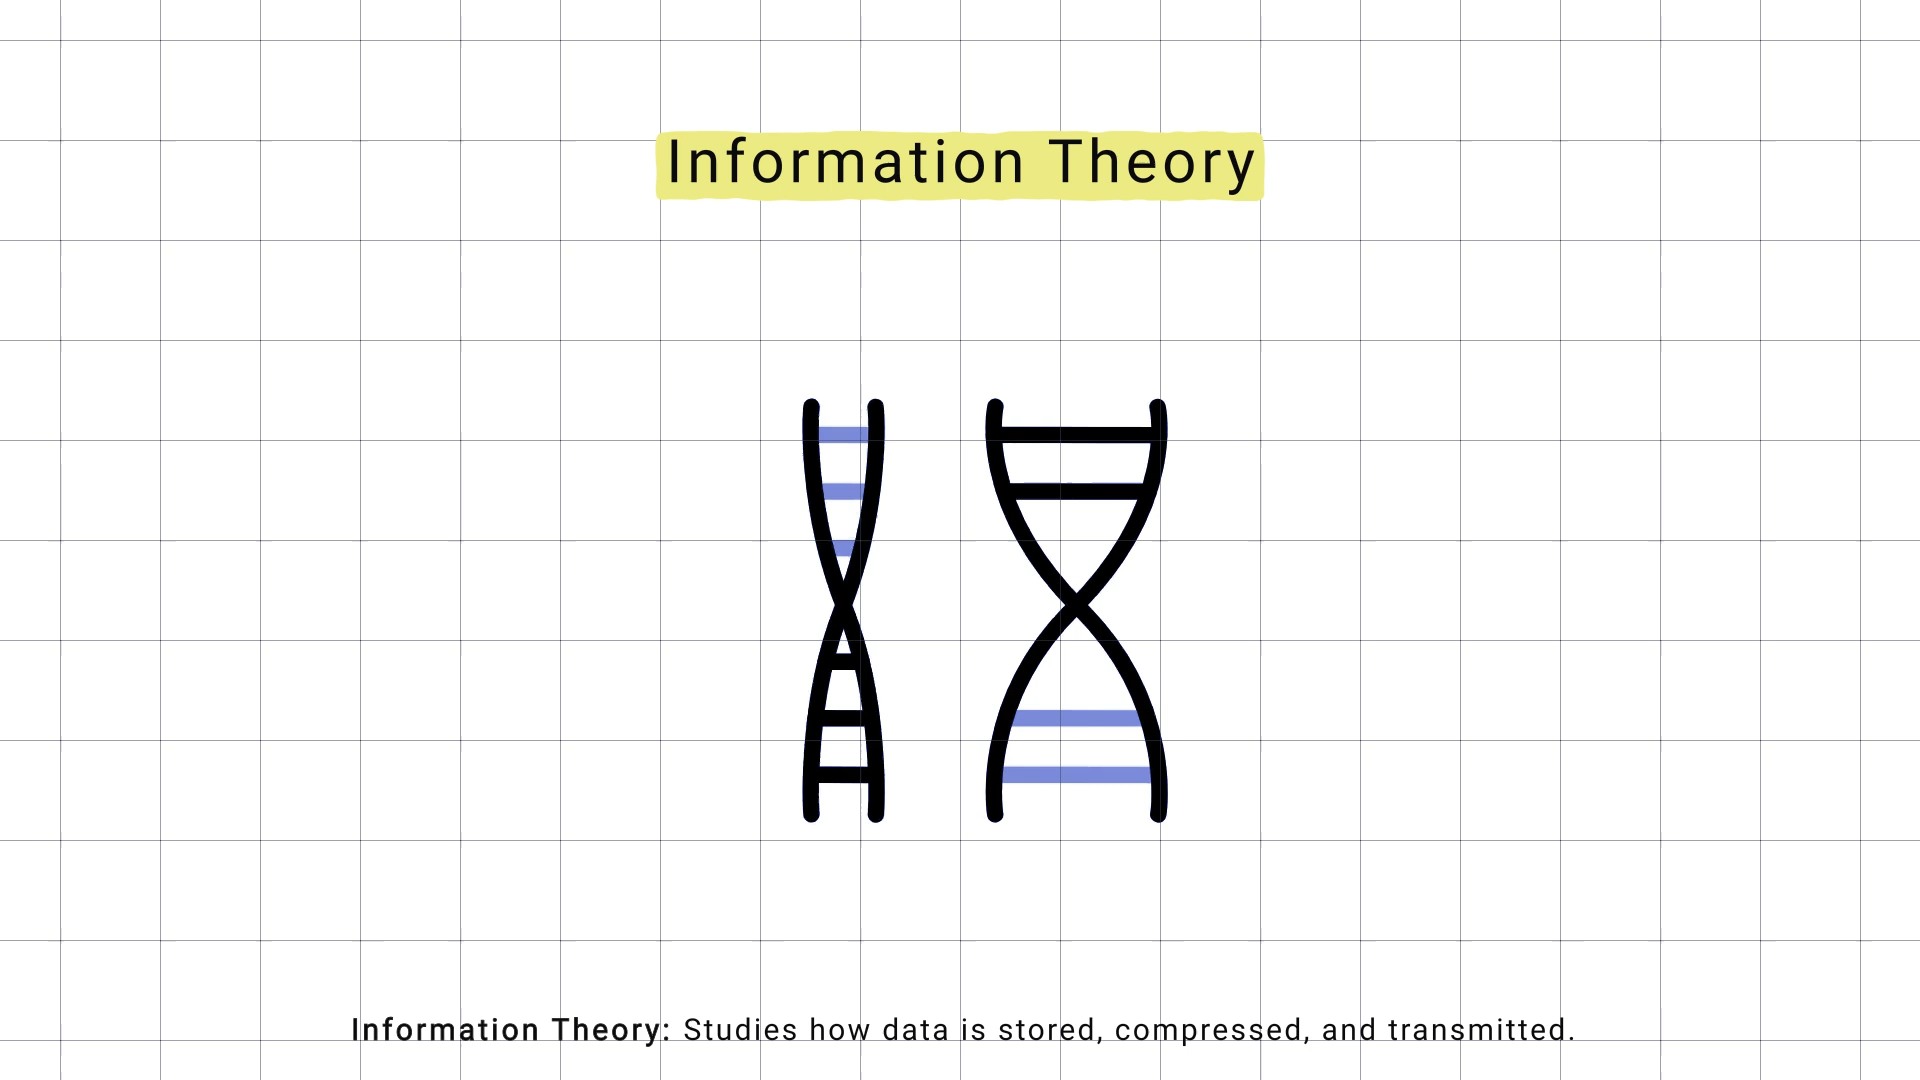 Information Theory
Information Theory: Studies how data is stored, compressed, and transmitted.